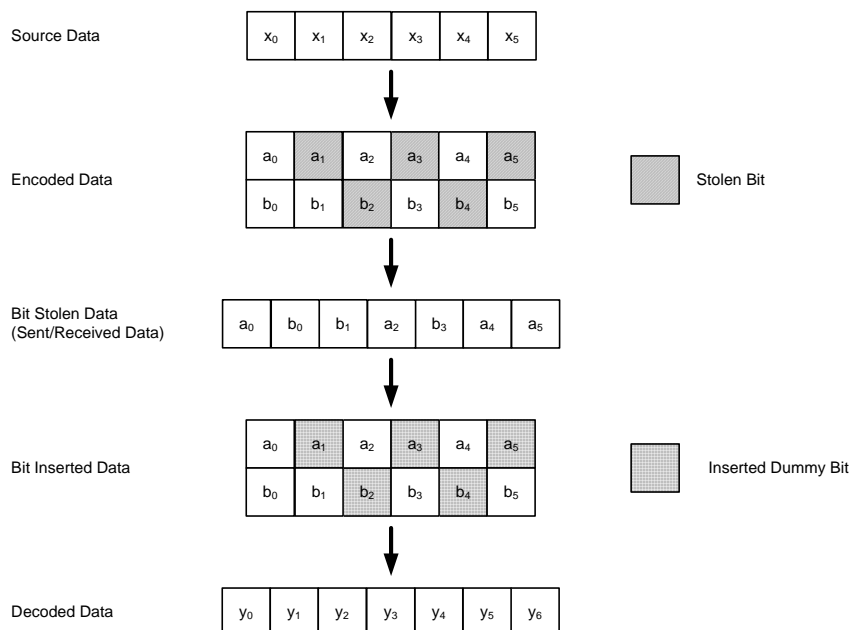 Source Data
x0 x1 x2 x3 x4 x5
Encoded Data
a0 a1 a2 a3 a4 a5
b0 b1 b2 b3 b4 b5
Stolen Bit
Bit Stolen Data
(Sent/Received Data)
a0 b0 b1 a2 b3 a4 a5
Bit Inserted Data
a0 a1 a2 a3 a4 a5
b0 b1 b2 b3 b4 b5
Inserted Dummy Bit
Decoded Data
y0 y1 y2 y3 y4 y5 y6